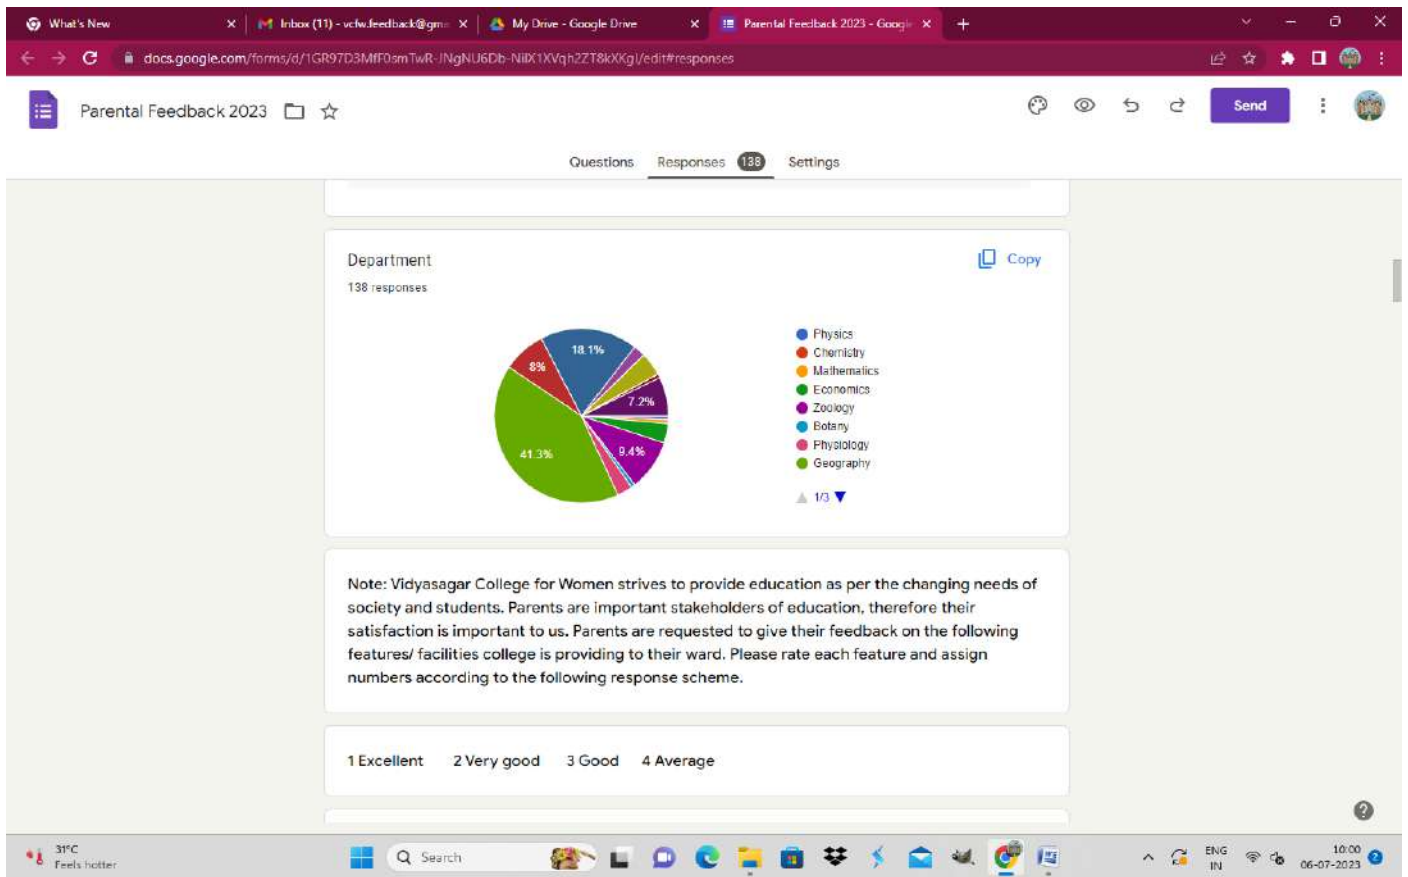 What's New
Inbox (11) - vcfw.feedback@gm
My Drive - Google Drive
Parental Feedback 2023 - Google
docs.google.com/forms/d/
/edit#responses
Parental Feedback 2023
Send
Questions Responses 138 Settings
Department
Copy
138 responses
18.1%
8%
7.2%
9.4%
41.3%
Physics
Chemistry
Mathematics
Economics
Zoology
Botany
Physiology
Geography
1/3
Note: Vidyasagar College for Women strives to provide education as per the changing needs of
society and students. Parents are important stakeholders of education, therefore their
satisfaction is important to us. Parents are requested to give their feedback on the following
features/ facilities college is providing to their ward. Please rate each feature and assign
numbers according to the following response scheme.
1 Excellent 2 Very good 3 Good 4 Average
31°C
Feels hotter
Search
ENG
IN
10:00
06-07-2023
2